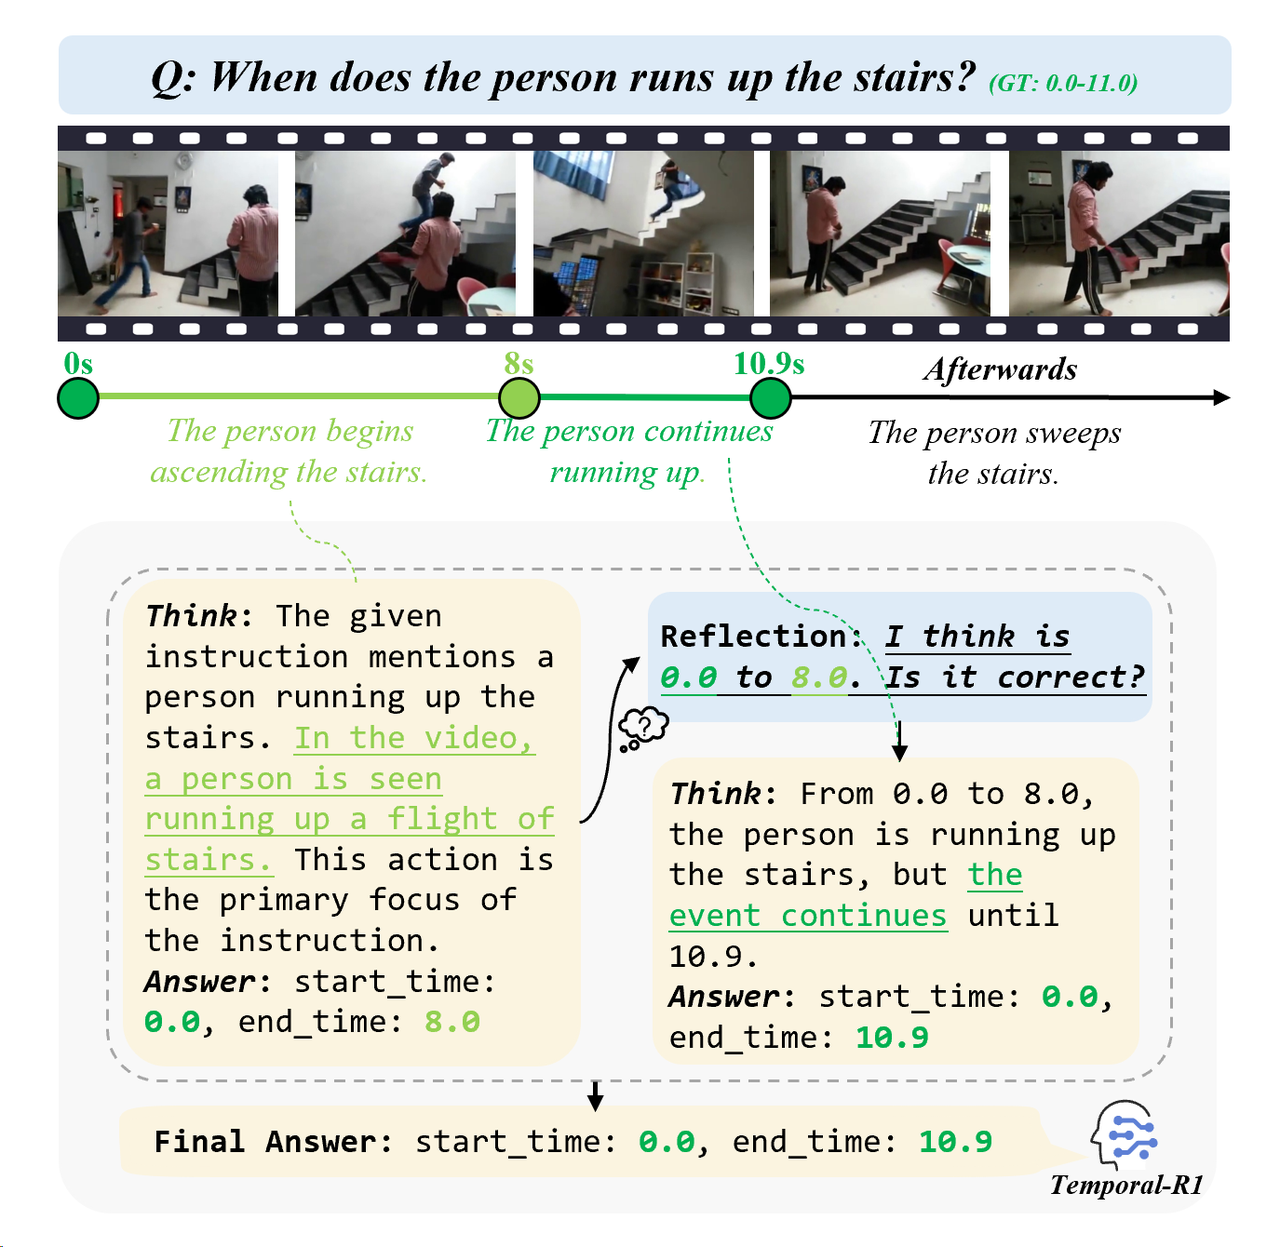 Q: When does the person runs up the stairs? (GT: 0.0-11.0)
0s
8s
10.9s
Afterwards
The person begins
ascending the stairs.
The person continues
running up.
The person sweeps
the stairs.
Think: The given
instruction mentions a
person running up the
stairs. In the video,
a person is seen
running up a flight of
stairs. This action is
the primary focus of
the instruction.
Answer: start_time:
0.0, end_time: 8.0
?
Reflection: I think is
0.0 to 8.0. Is it correct?
Think: From 0.0 to 8.0,
the person is running up
the stairs, but the
event continues until
10.9.
Answer: start_time: 0.0,
end_time: 10.9
Final Answer: start_time: 0.0, end_time: 10.9
Temporal-R1